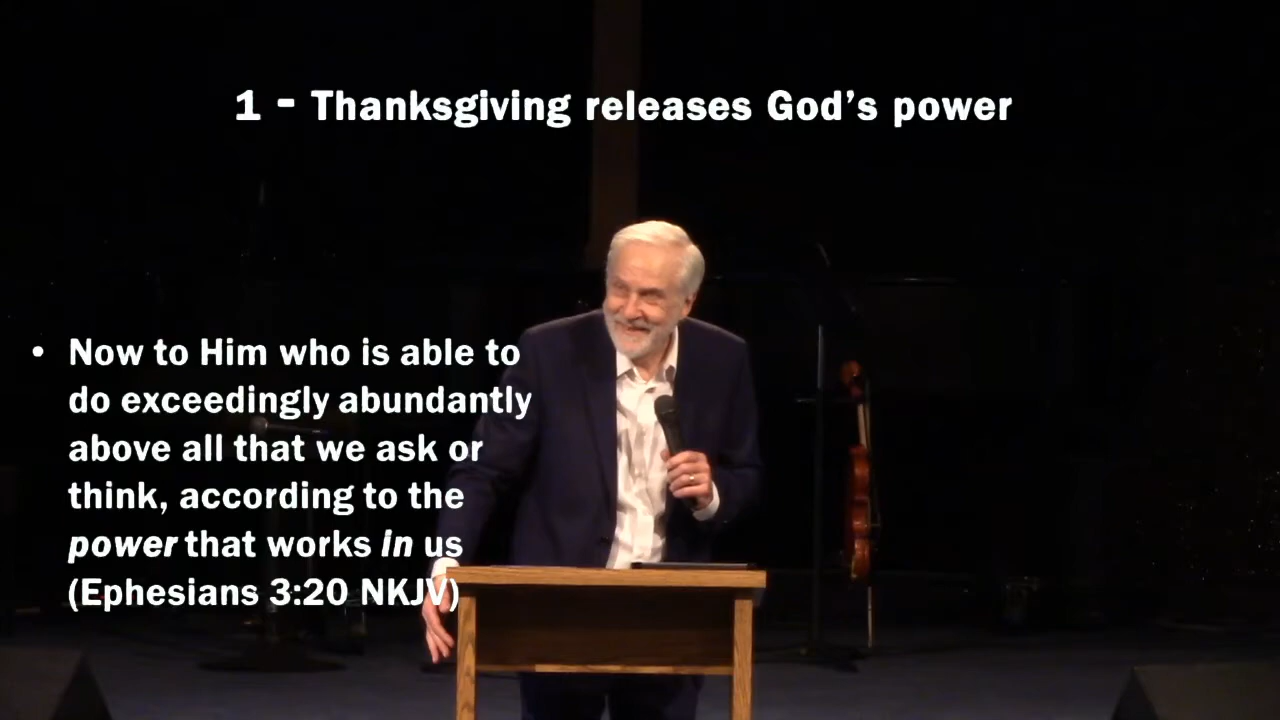 1 - Thanksgiving releases God’s power
• Now to Him who is able to
do exceedingly abundantly
above all that we ask or
think, according to the
power that works in us
(Ephesians 3:20 NKJV)